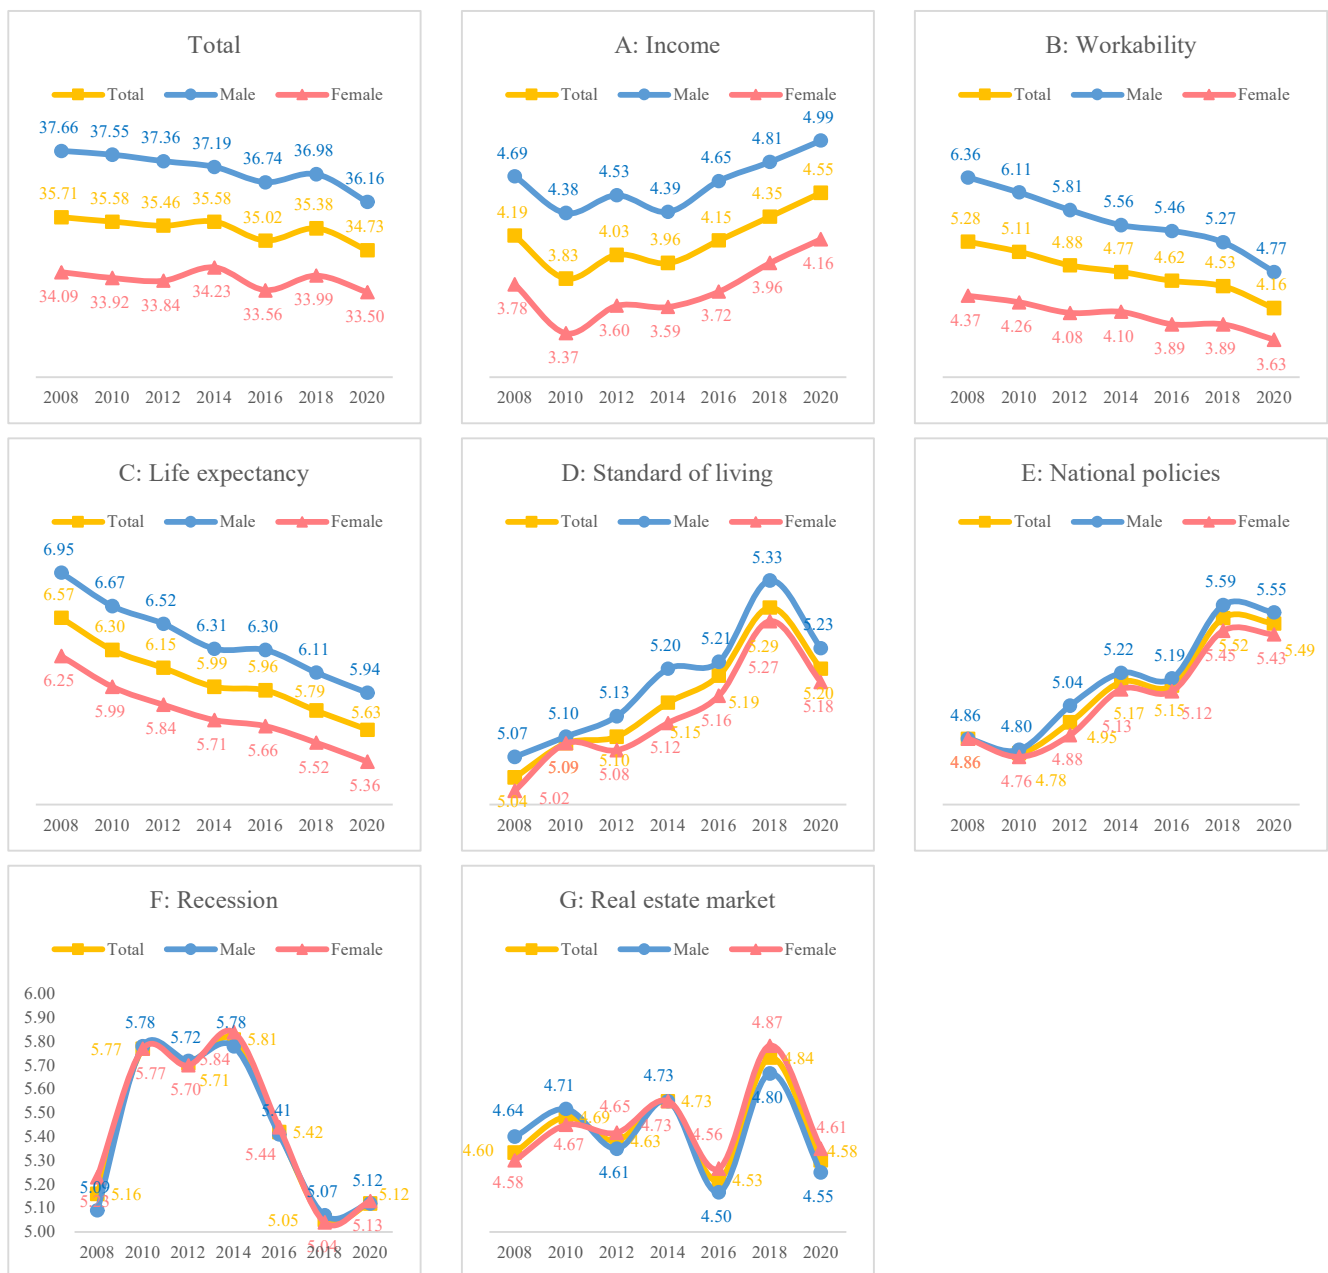 Total
Total Male Female
37.66 37.55 37.36 37.19 36.74 36.98 36.16
35.71 35.58 35.46 35.58 35.02 35.38 34.73
34.09 33.92 33.84 34.23 33.56 33.99 33.50
2008 2010 2012 2014 2016 2018 2020
A: Income
Total Male Female
4.69 4.38 4.53 4.39 4.65 4.81 4.99
4.19 3.83 4.03 3.96 4.15 4.35 4.55
3.78 3.37 3.60 3.59 3.72 3.96 4.16
2008 2010 2012 2014 2016 2018 2020
B: Workability
Total Male Female
6.36 6.11 5.81 5.56 5.46 5.27 4.77
5.28 5.11 4.88 4.77 4.62 4.53 4.16
4.37 4.26 4.08 4.10 3.89 3.89 3.63
2008 2010 2012 2014 2016 2018 2020
C: Life expectancy
Total Male Female
6.95 6.67 6.52 6.31 6.30 6.11 5.94
6.57 6.30 6.15 5.99 5.96 5.79 5.63
6.25 5.99 5.84 5.71 5.66 5.52 5.36
2008 2010 2012 2014 2016 2018 2020
D: Standard of living
Total Male Female
5.07 5.10 5.13 5.20 5.21 5.33 5.23
5.04 5.09 5.10 5.15 5.19 5.29 5.20
5.02 5.09 5.08 5.12 5.16 5.27 5.18
2008 2010 2012 2014 2016 2018 2020
E: National policies
Total Male Female
4.86 4.80 5.04 5.22 5.19 5.59 5.55
4.86 4.78 4.95 5.17 5.15 5.52 5.49
4.86 4.76 4.88 5.13 5.12 5.45 5.43
2008 2010 2012 2014 2016 2018 2020
F: Recession
Total Male Female
6.00
5.90
5.80
5.70
5.60
5.50
5.40
5.30
5.20
5.10
5.00
5.09 5.78 5.72 5.78 5.41 5.07 5.12
5.16 5.77 5.71 5.81 5.42 5.05 5.12
5.23 5.77 5.70 5.84 5.44 5.04 5.13
2008 2010 2012 2014 2016 2018 2020
G: Real estate market
Total Male Female
4.64 4.71 4.61 4.73 4.50 4.80 4.55
4.60 4.69 4.63 4.73 4.53 4.84 4.58
4.58 4.67 4.65 4.73 4.56 4.87 4.61
2008 2010 2012 2014 2016 2018 2020